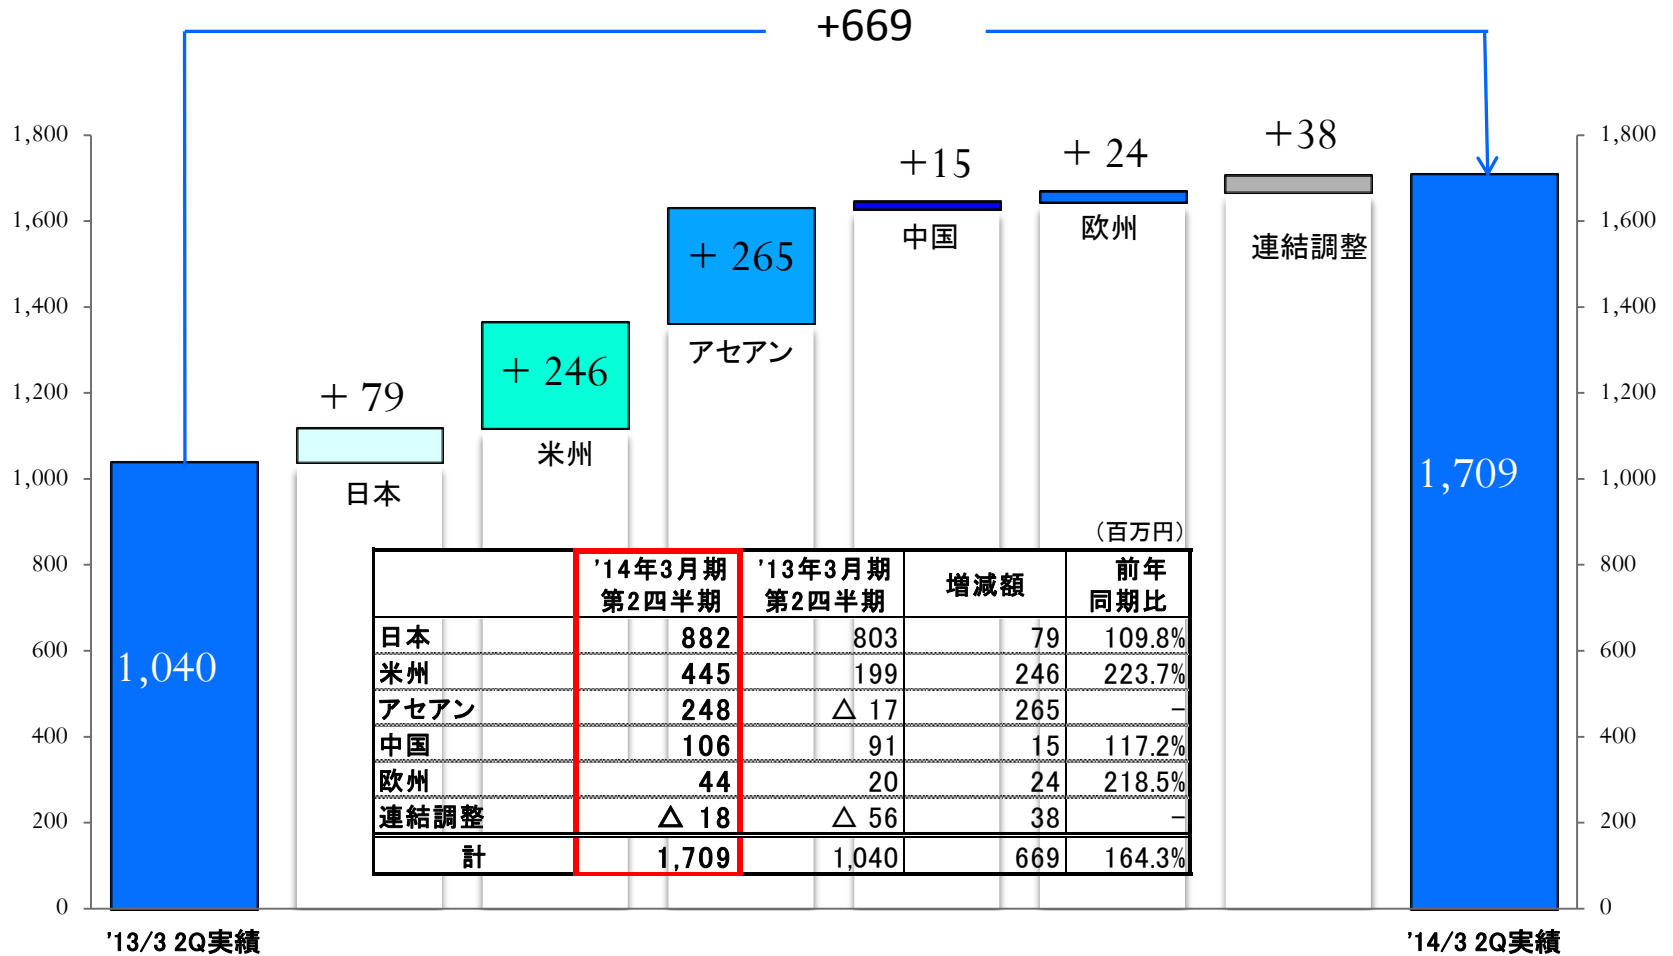 +669
1,800
1,600
1,400
1,200
1,000
800
600
400
200
0
1,040
'13/3 2Q実績
+ 79
日本
+ 246
米州
+ 265
アセアン
+15
中国
+ 24
欧州
+38
連結調整
1,709
'14/3 2Q実績
1,800
1,600
1,400
1,200
1,000
800
600
400
200
0
(百万円)
'14年3月期 第2四半期 '13年3月期 第2四半期 増減額 前年 同期比
日本 882 803 79 109.8%
米州 445 199 246 223.7%
アセアン 248 △ 17 265 −
中国 106 91 15 117.2%
欧州 44 20 24 218.5%
連結調整 △ 18 △ 56 38 −
計 1,709 1,040 669 164.3%